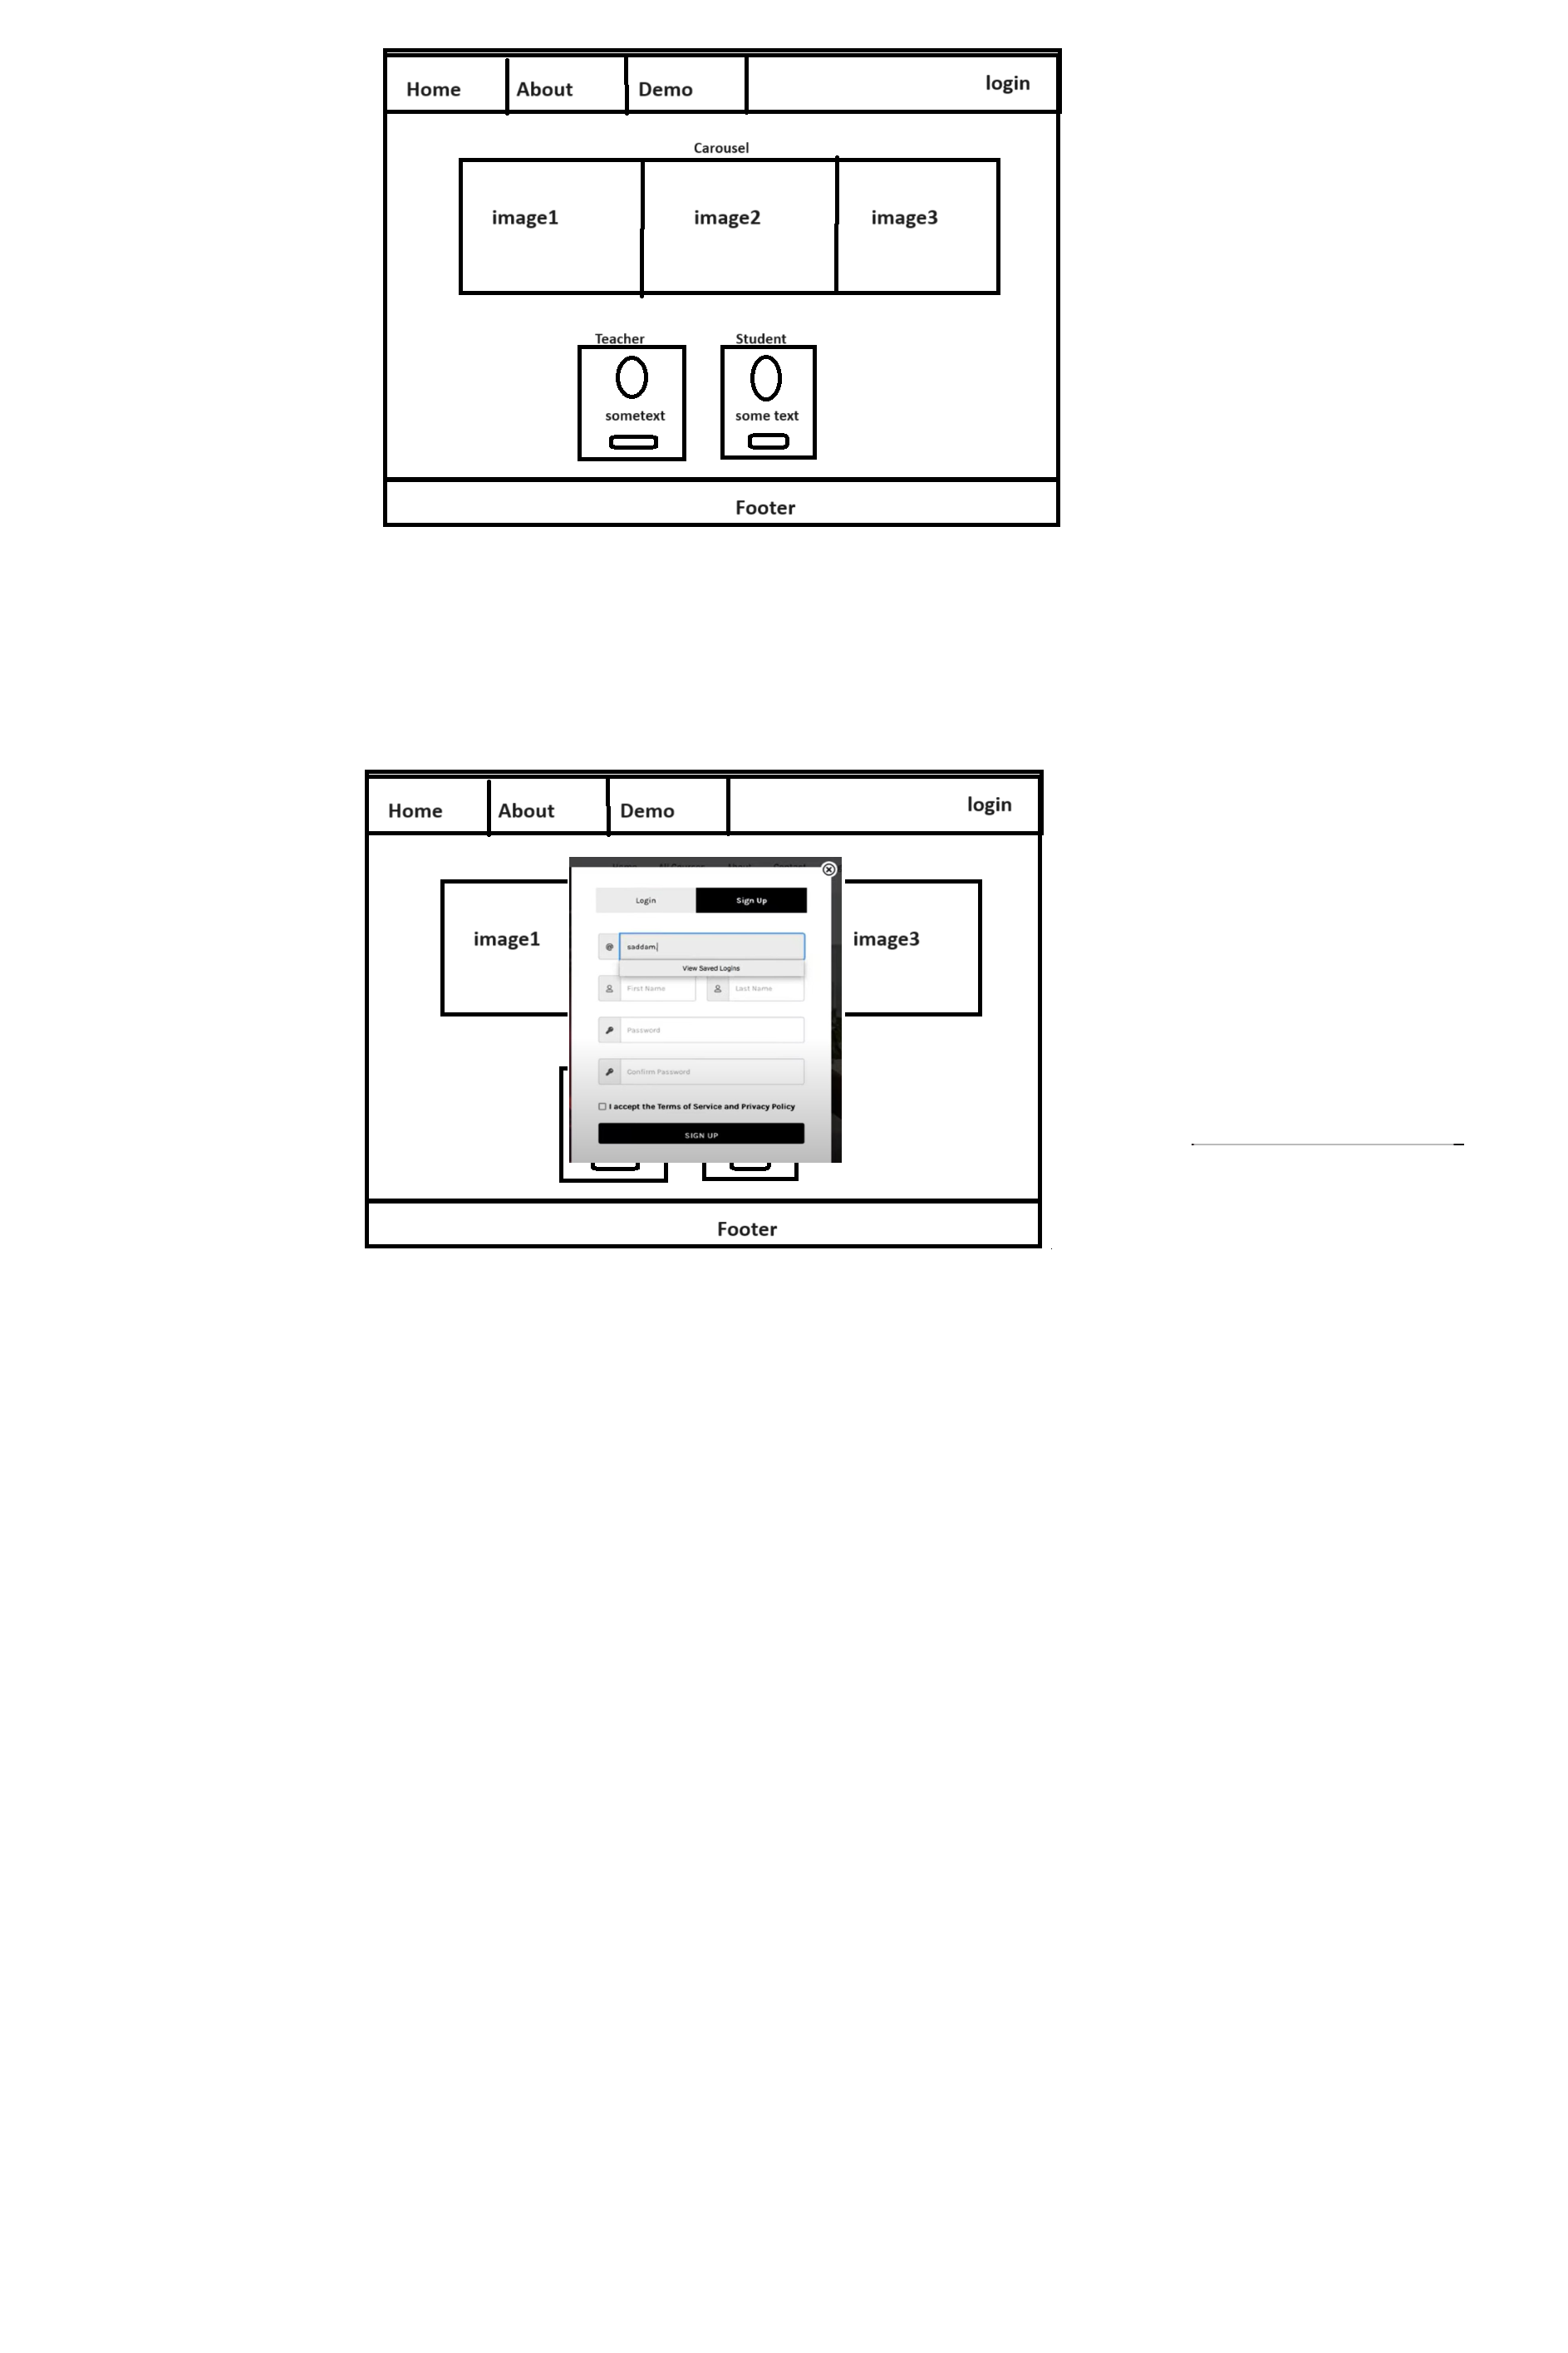 Home About Demo login
Carousel
image1 image2 image3
Teacher Student
sometext some text
Footer
Home About Demo login
Login Sign Up
image1 image3
@ saddam
View Saved Logins
First Name Last Name
Password
Confirm Password
I accept the Terms of Service and Privacy Policy
SIGN UP
Footer